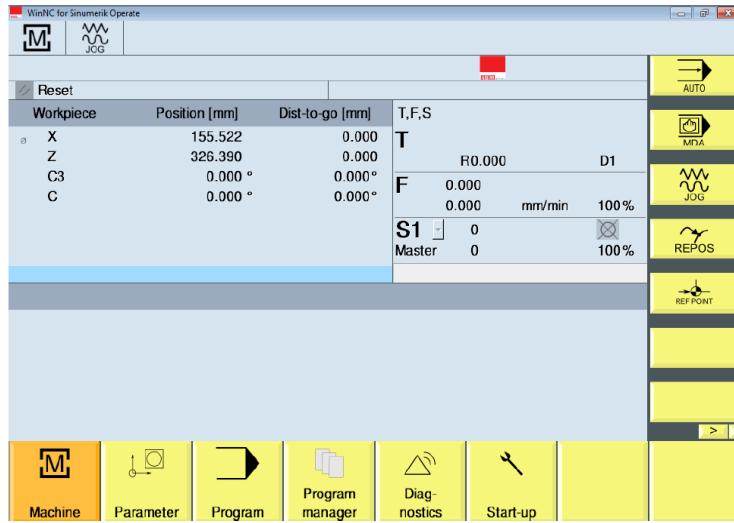 WinNC for Sinumerik Operate
M
JOG
emco
AUTO
Reset
Workpiece Position [mm] Dist-to-go [mm] T,F,S
X 155.522 0.000 T
MDA
Z 326.390 0.000 R0.000 D1
C3 0.000 ° 0.000 ° F 0.000
JOG
C 0.000 ° 0.000 ° 0.000 mm/min 100%
S1 0
Master 0 100%
REPOS
REF POINT
>
M
Machine
Parameter
Program
Program
manager
Diag-
nostics
Start-up